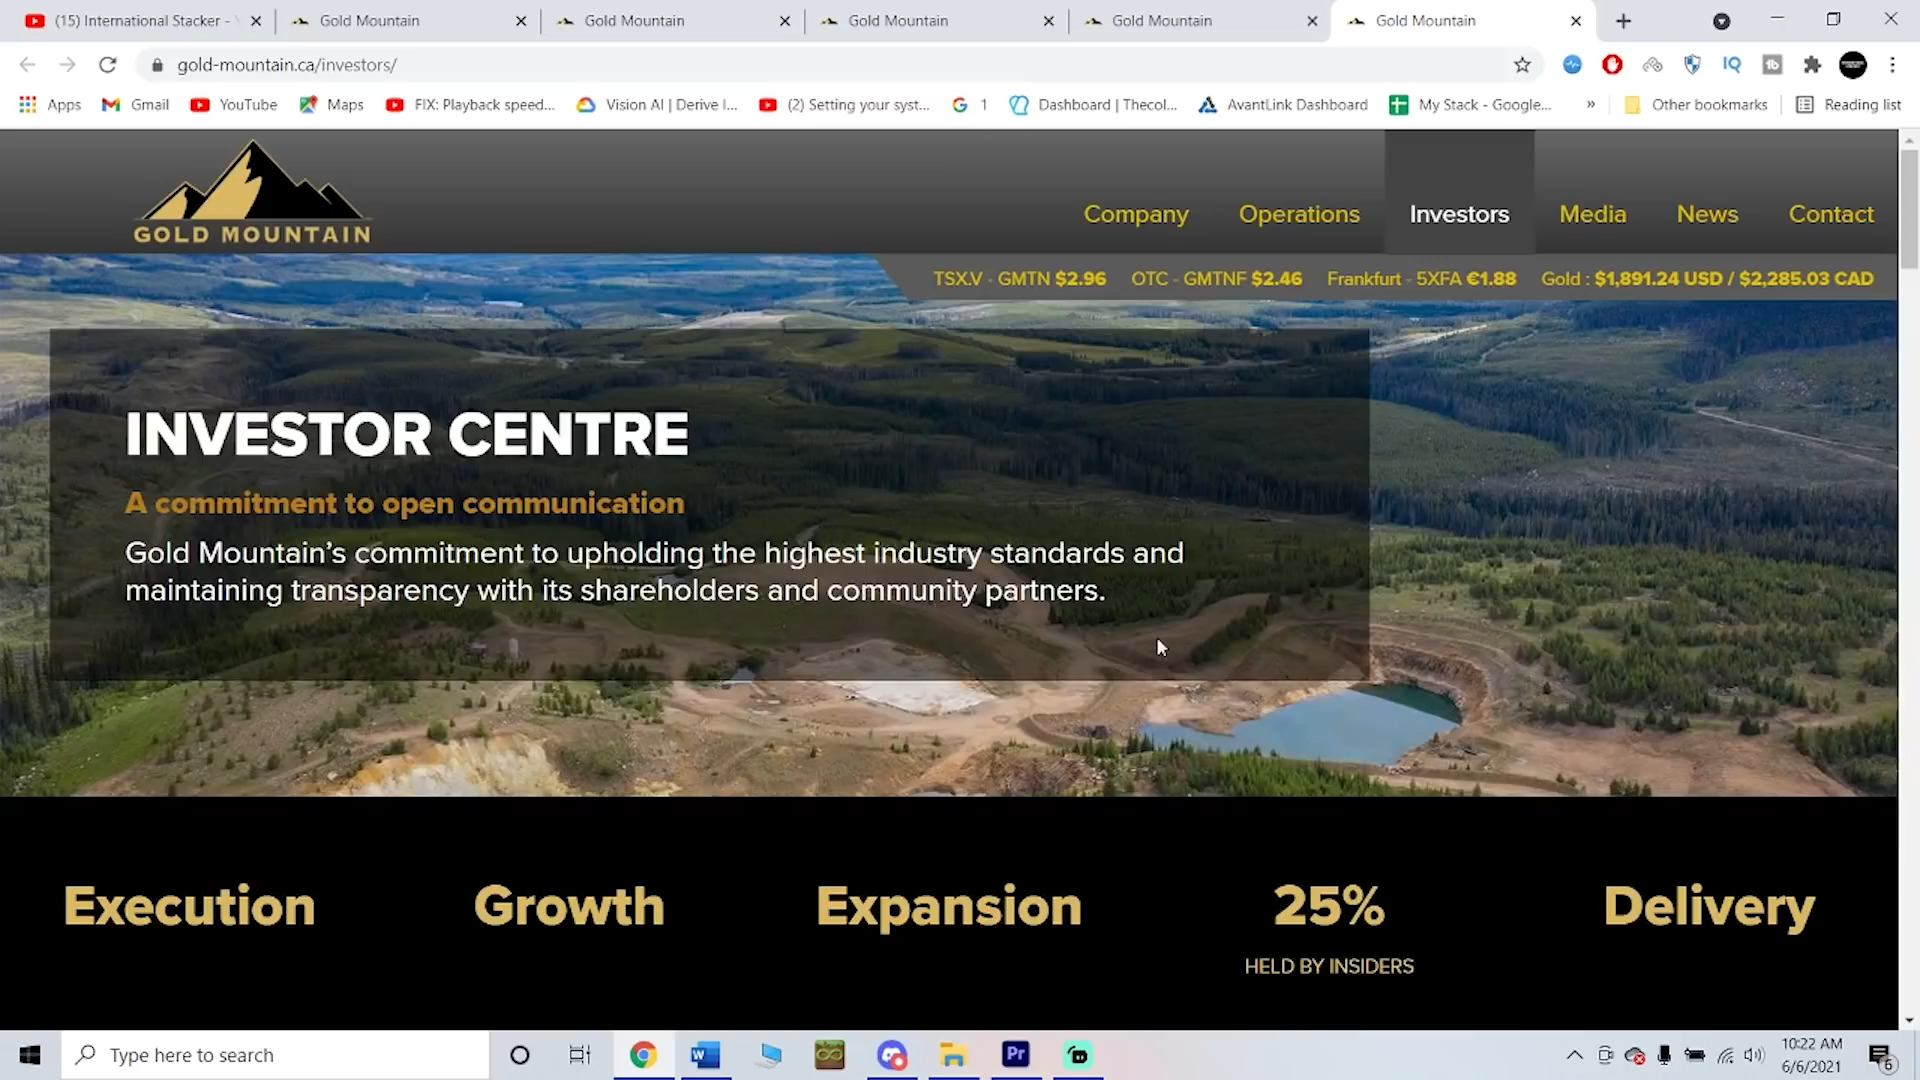 (15) International Stacker -
Gold Mountain
Gold Mountain
Gold Mountain
Gold Mountain
Gold Mountain
gold-mountain.ca/investors/
IQ
Apps
Gmail
YouTube
Maps
FIX: Playback speed...
Vision AI | Derive I...
(2) Setting your syst...
1
Dashboard | Thecol...
AvantLink Dashboard
My Stack - Google...
»
Other bookmarks
Reading list
GOLD MOUNTAIN
Company
Operations
Investors
Media
News
Contact
TSX.V - GMTN $2.96 OTC - GMTNF $2.46 Frankfurt - 5XFA €1.88 Gold : $1,891.24 USD / $2,285.03 CAD
INVESTOR CENTRE
A commitment to open communication
Gold Mountain's commitment to upholding the highest industry standards and
maintaining transparency with its shareholders and community partners.
Execution
Growth
Expansion
25%
HELD BY INSIDERS
Delivery
Type here to search
10:22 AM
6/6/2021
6